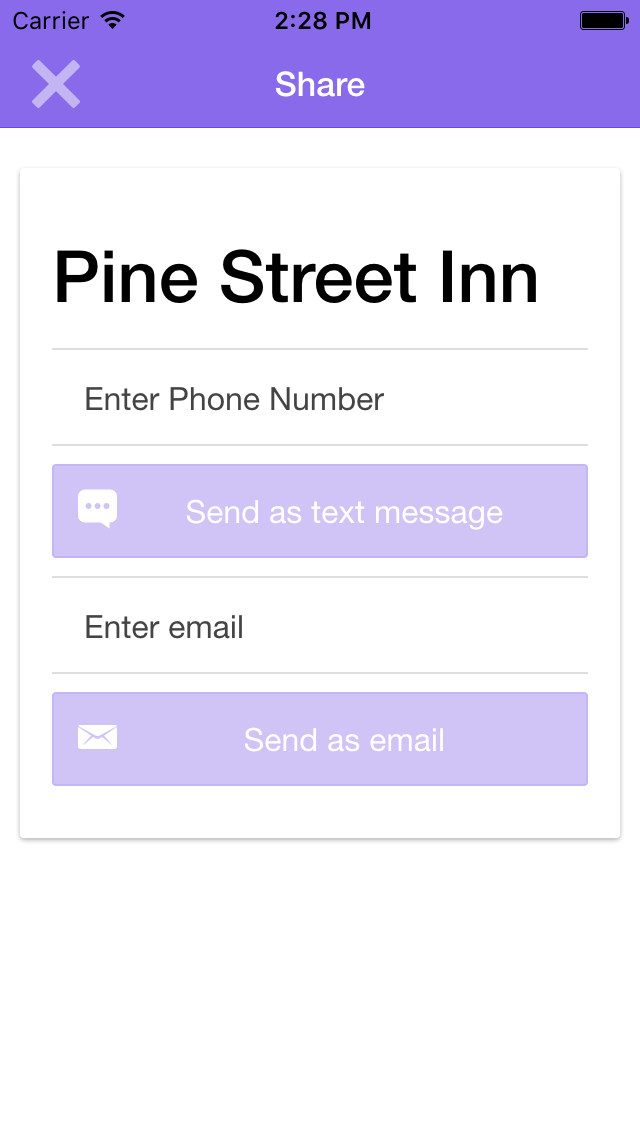 Carrier 2:28 PM
Share
Pine Street Inn
Enter Phone Number
Send as text message
Enter email
Send as email